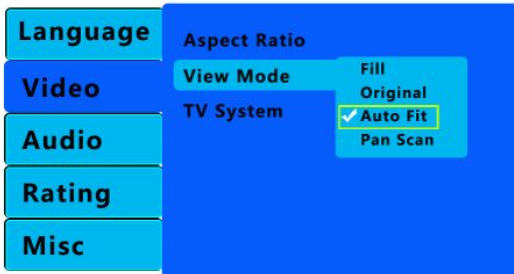 Language
Video
Audio
Rating
Misc
Aspect Ratio
View Mode
TV System
Fill
Original
Auto Fit
Pan Scan